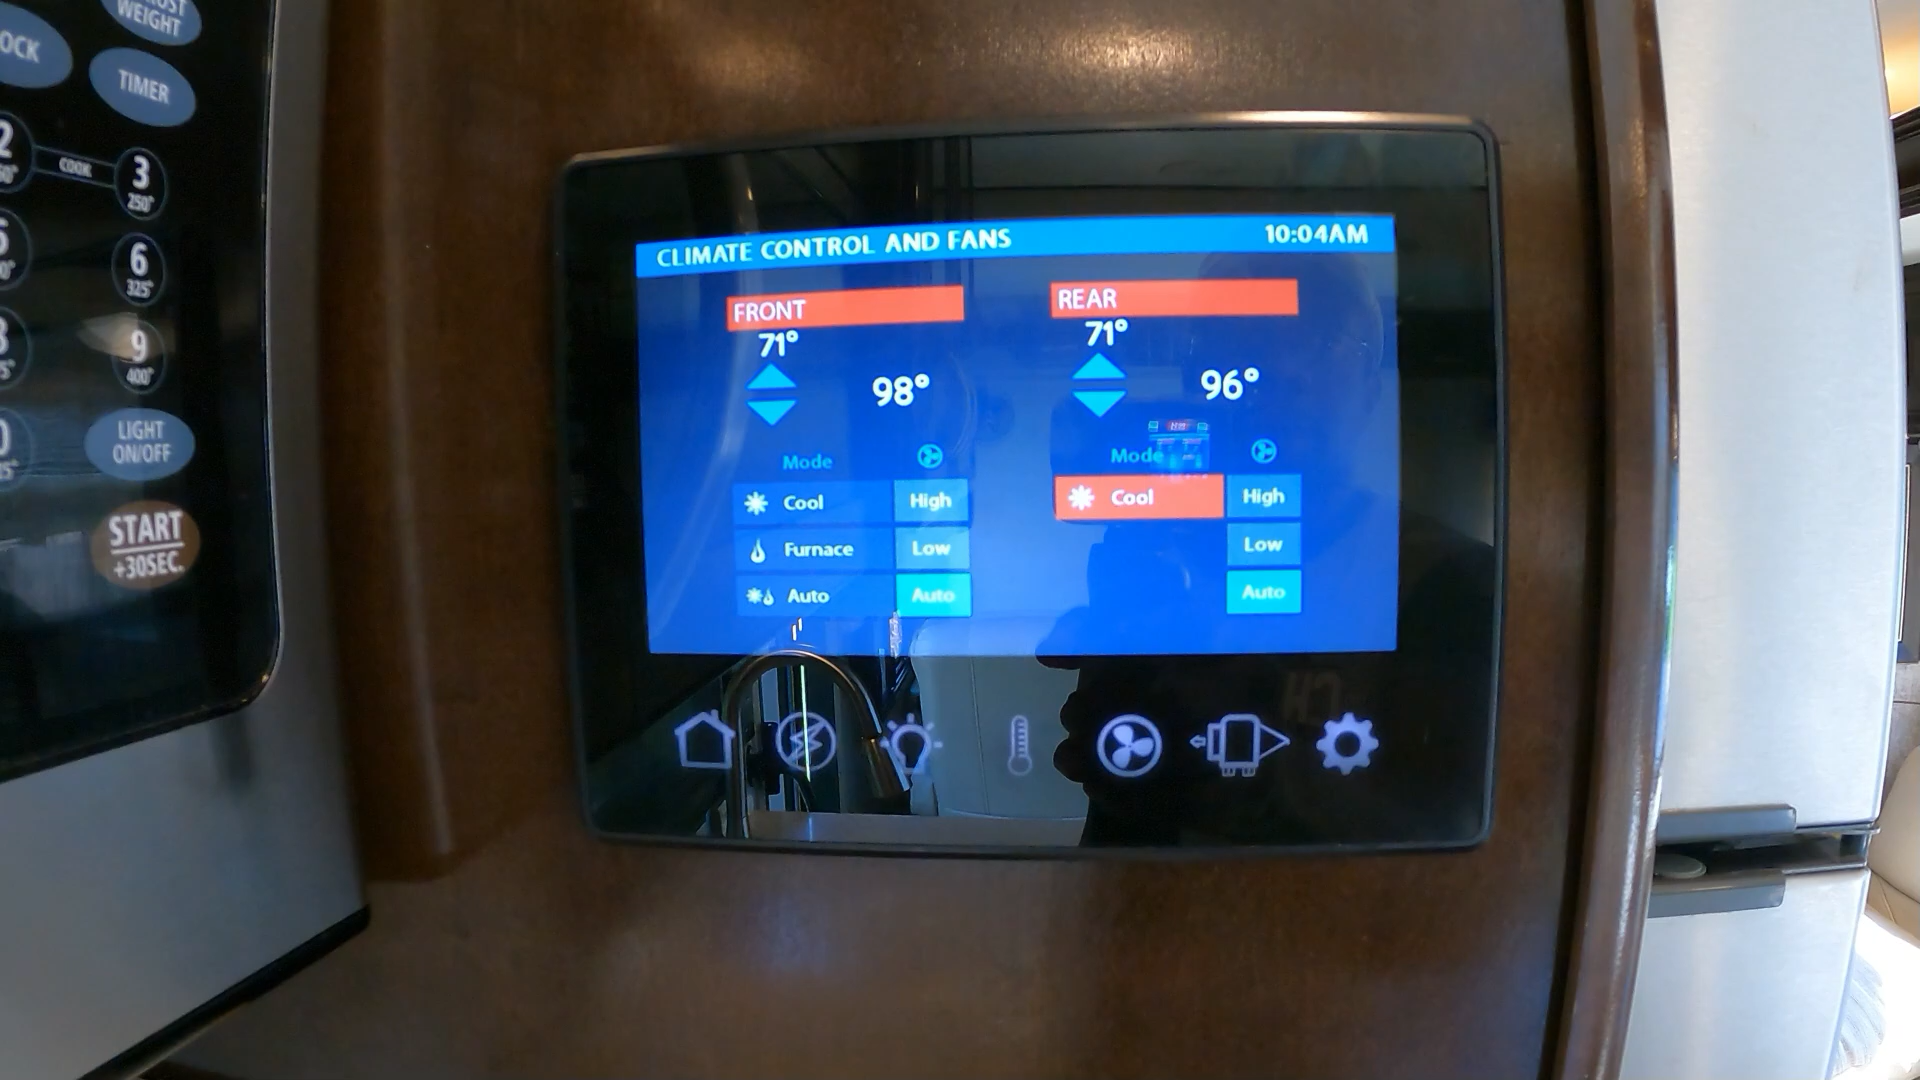 WEIGHT
TIMER
COOK
3
250°
6
325°
9
400°
LIGHT
ON/OFF
START
+30SEC.
CLIMATE CONTROL AND FANS
10:04AM
FRONT
71°
98°
Mode
Cool
High
Furnace
Low
Auto
Auto
REAR
71°
96°
Mode
Cool
High
Low
Auto